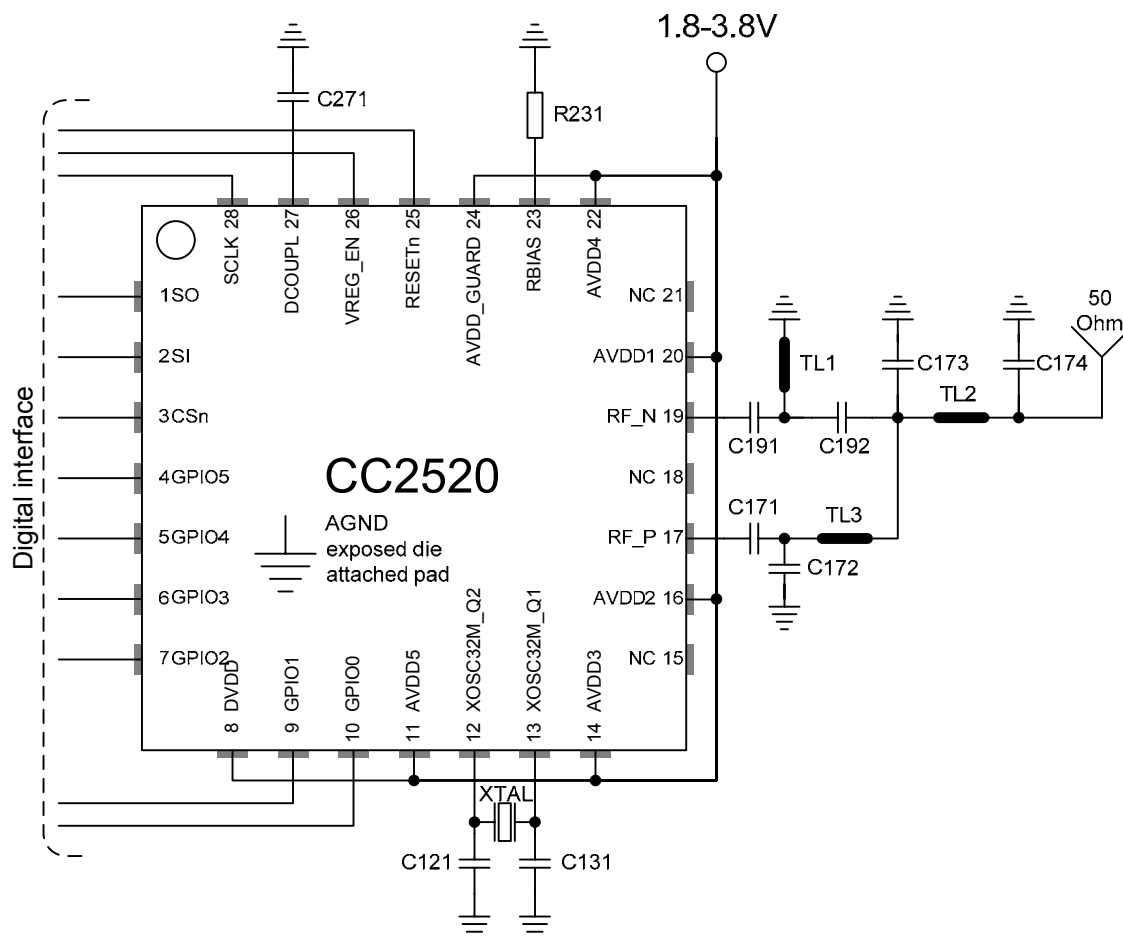 1.8-3.8V
C271
R231
SCLK 28
DCOUPL 27
VREG_EN 26
RESETn 25
AVDD_GUARD 24
RBIAS 23
AVDD4 22
1SO
2SI
3CSn
4GPIO5
5GPIO4
6GPIO3
7GPIO2
Digital interface
NC 21
AVDD1 20
RF_N 19
NC 18
RF_P 17
AVDD2 16
NC 15
CC2520
AGND
exposed die
attached pad
8 DVDD
9 GPIO1
10 GPIO0
11 AVDD5
12 XOSC32M_Q2
13 XOSC32M_Q1
14 AVDD3
XTAL
C121
C131
C191
TL1
C192
C173
TL2
C174
50
Ohm
C171
TL3
C172